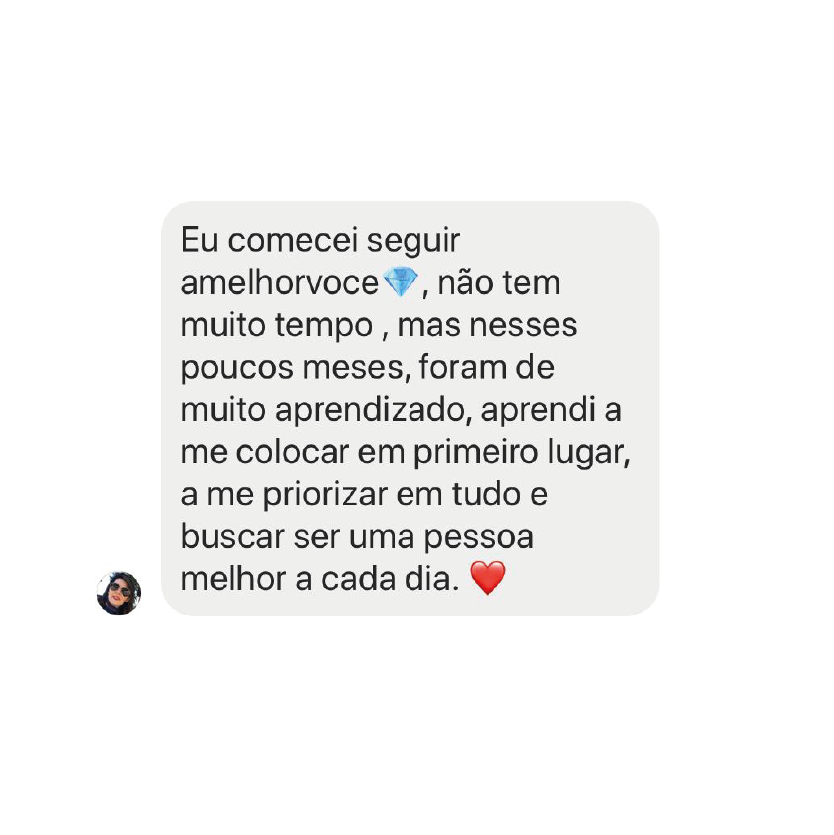 Eu comecei seguir
amelhorvoce💎, não tem
muito tempo , mas nesses
poucos meses, foram de
muito aprendizado, aprendi a
me colocar em primeiro lugar,
a me priorizar em tudo e
buscar ser uma pessoa
melhor a cada dia. ❤️